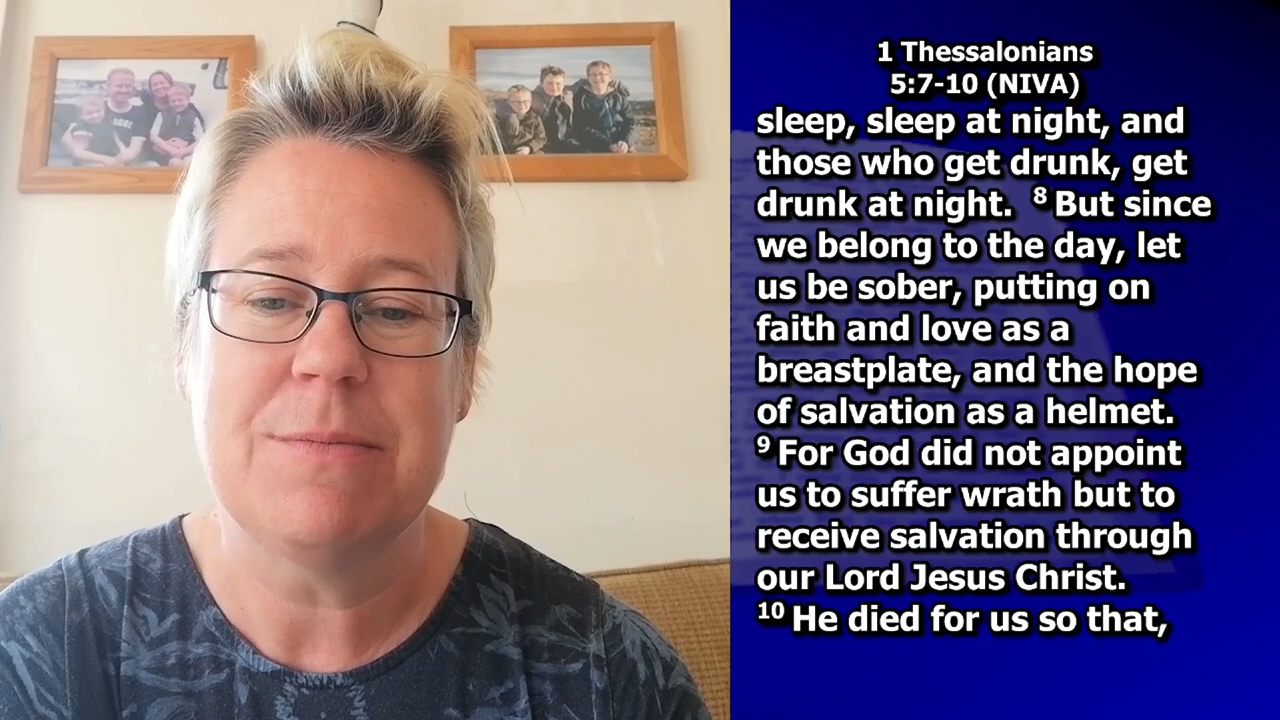 1 Thessalonians
5:7-10 (NIVA)
sleep, sleep at night, and
those who get drunk, get
drunk at night. 8 But since
we belong to the day, let
us be sober, putting on
faith and love as a
breastplate, and the hope
of salvation as a helmet.
9 For God did not appoint
us to suffer wrath but to
receive salvation through
our Lord Jesus Christ.
10 He died for us so that,